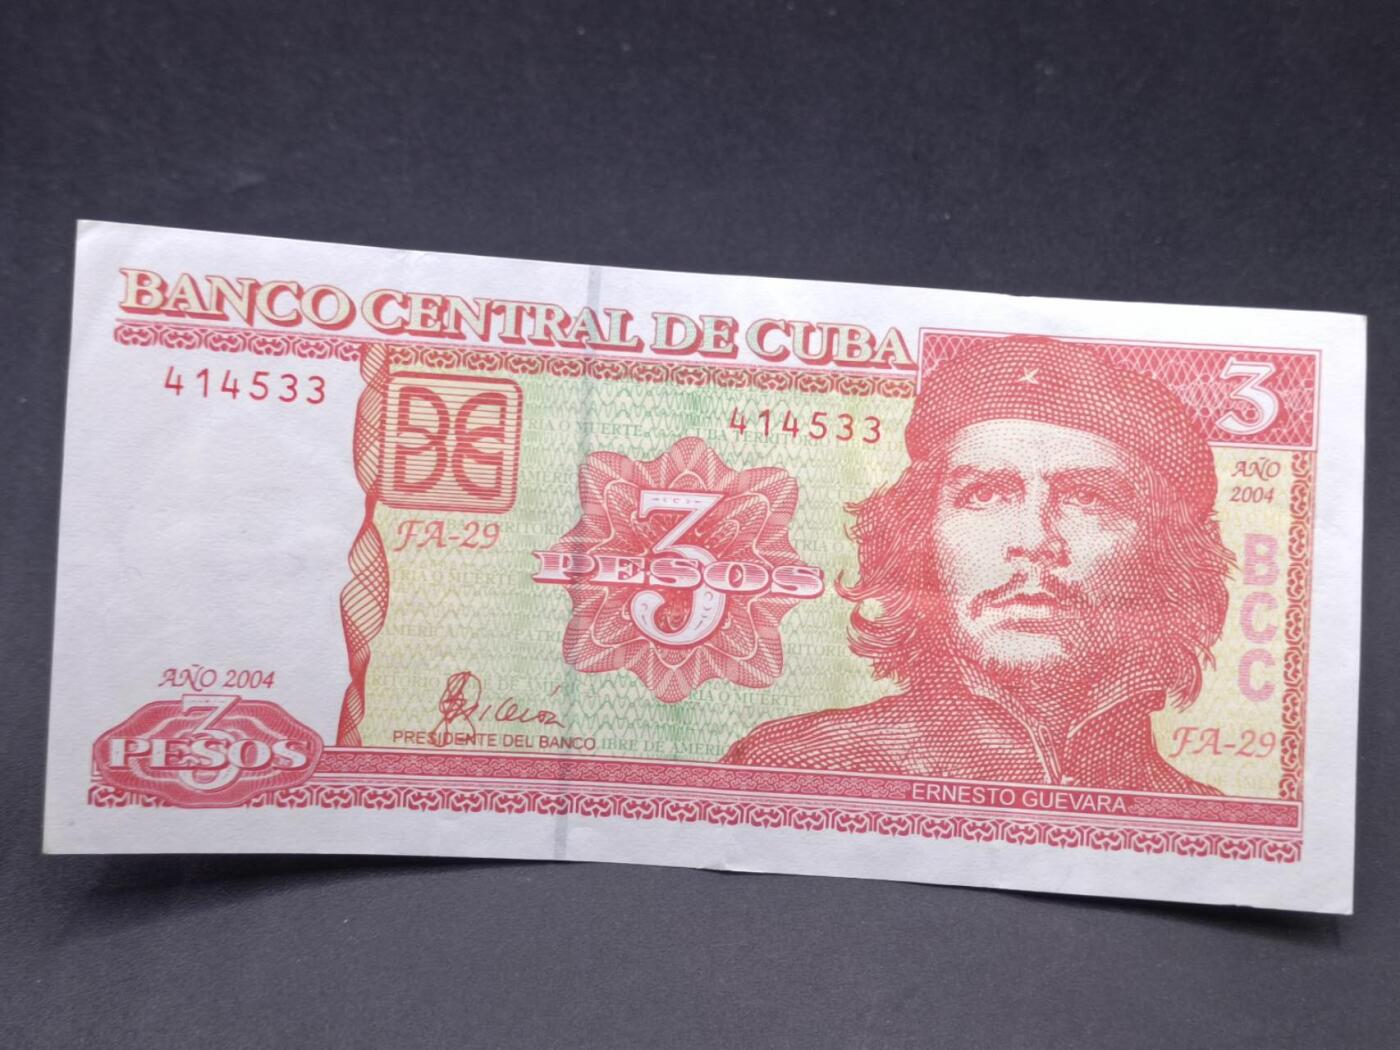 BANCO CENTRAL DE CUBA
3
414533
414533
AÑO
2004
FA-29
3
PESOS
BCC
AÑO 2004
3
PESOS
PRESIDENTE DEL BANCO
FA-29
ERNESTO GUEVARA